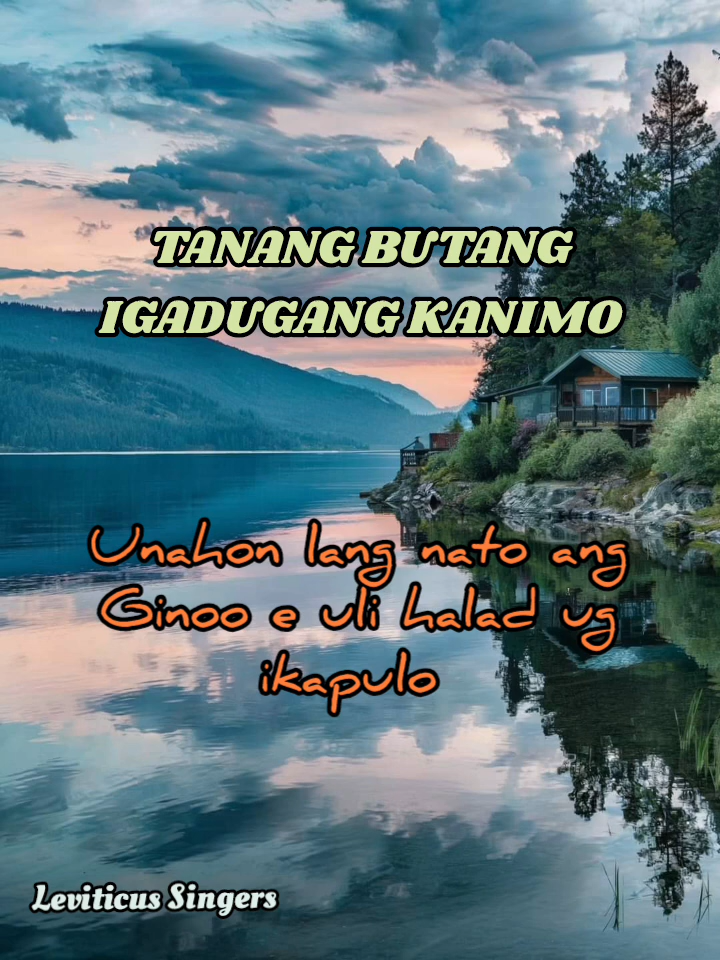 TANANG BUTANG
IGADUGANG KANIMO
Unahon lang nato ang
Ginoo e uli halad ug
ikapulo
Leviticus Singers